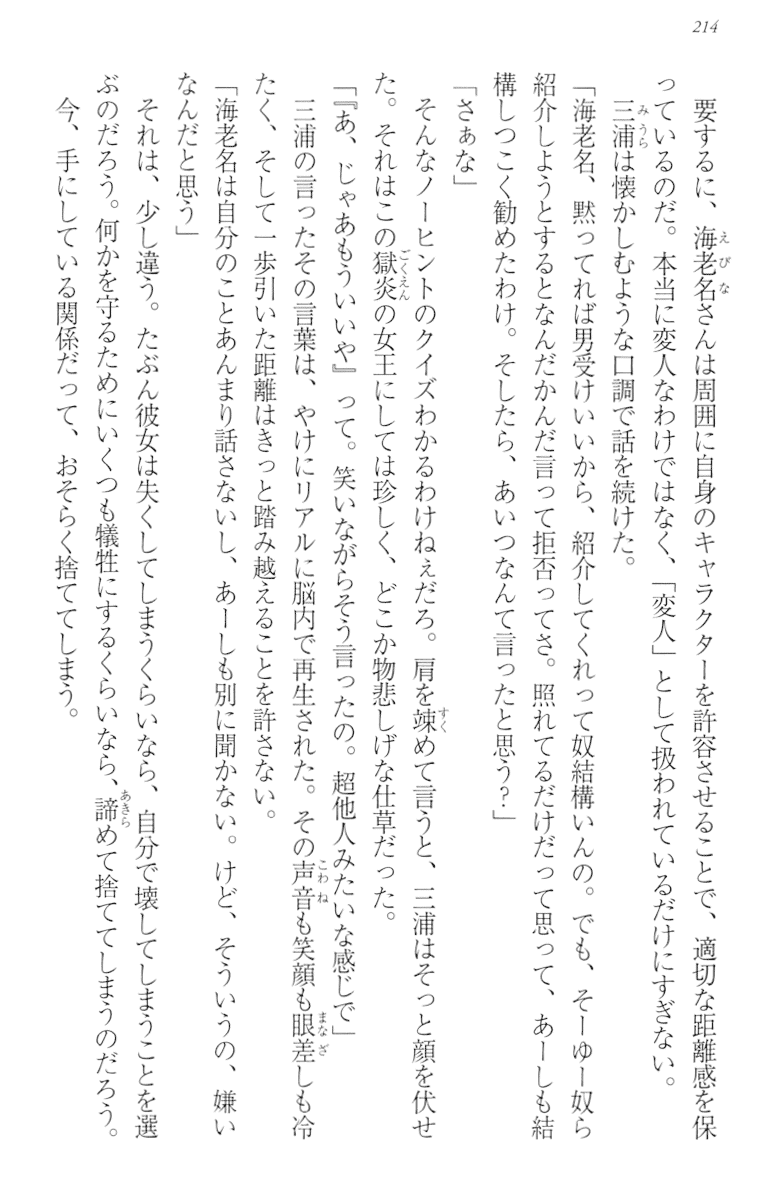 214
要するに、海老名さんは周囲に自身のキャラクターを許容させることで、適切な距離感を保
っているのだ。本当に変人なわけではなく、「変人」として扱われているだけにすぎない。
三浦は懐かしむような口調で話を続けた。
「海老名、黙ってれば男受けいいから、紹介してくれって奴結構いんの。でも、そーゆー奴ら
紹介しようとするとなんだかんだ言って拒否ってさ。照れてるだけだって思って、あーしも結
構しつこく勧めたわけ。そしたら、あいつなんて言ったと思う?」
「さぁな」
そんなノーヒントのクイズわかるわけねぇだろ。肩を竦めて言うと、三浦はそっと顔を伏せ
た。それはこの獄炎の女王にしては珍しく、どこか物悲しげな仕草だった。
「『あ、じゃあもういいや』って。笑いながらそう言ったの。超他人みたいな感じで」
三浦の言ったその言葉は、やけにリアルに脳内で再生された。その声音も笑顔も眼差しも冷
たく、そして一歩引いた距離はきっと踏み越えることを許さない。
「海老名は自分のことあんまり話さないし、あーしも別に聞かない。けど、そういうの、嫌い
なんだと思う」
それは、少し違う。たぶん彼女は失くしてしまうくらいなら、自分で壊してしまうことを選
ぶのだろう。何かを守るためにいくつも犠牲にするくらいなら、諦めて捨ててしまうのだろう。
今、手にしている関係だって、おそらく捨ててしまう。